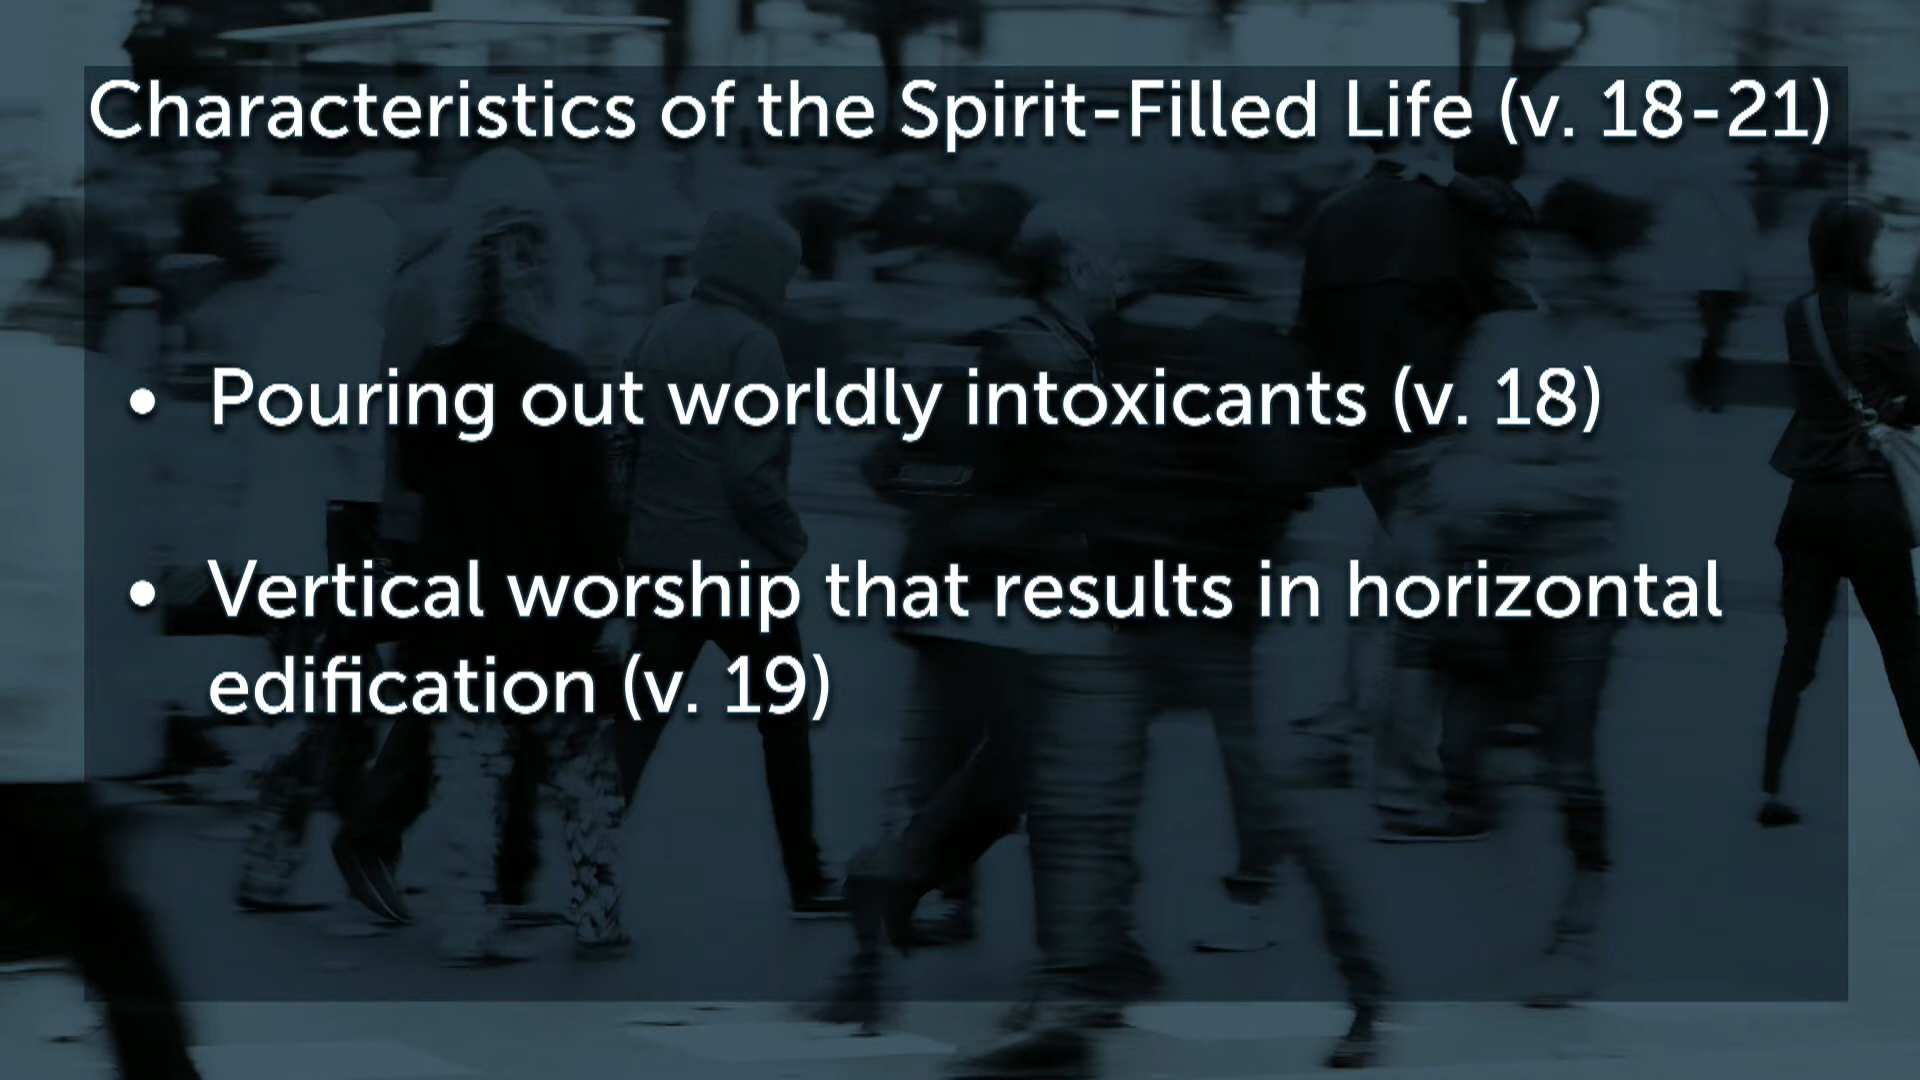 Characteristics of the Spirit-Filled Life (v. 18-21)
• Pouring out worldly intoxicants (v. 18)
• Vertical worship that results in horizontal
edification (v. 19)